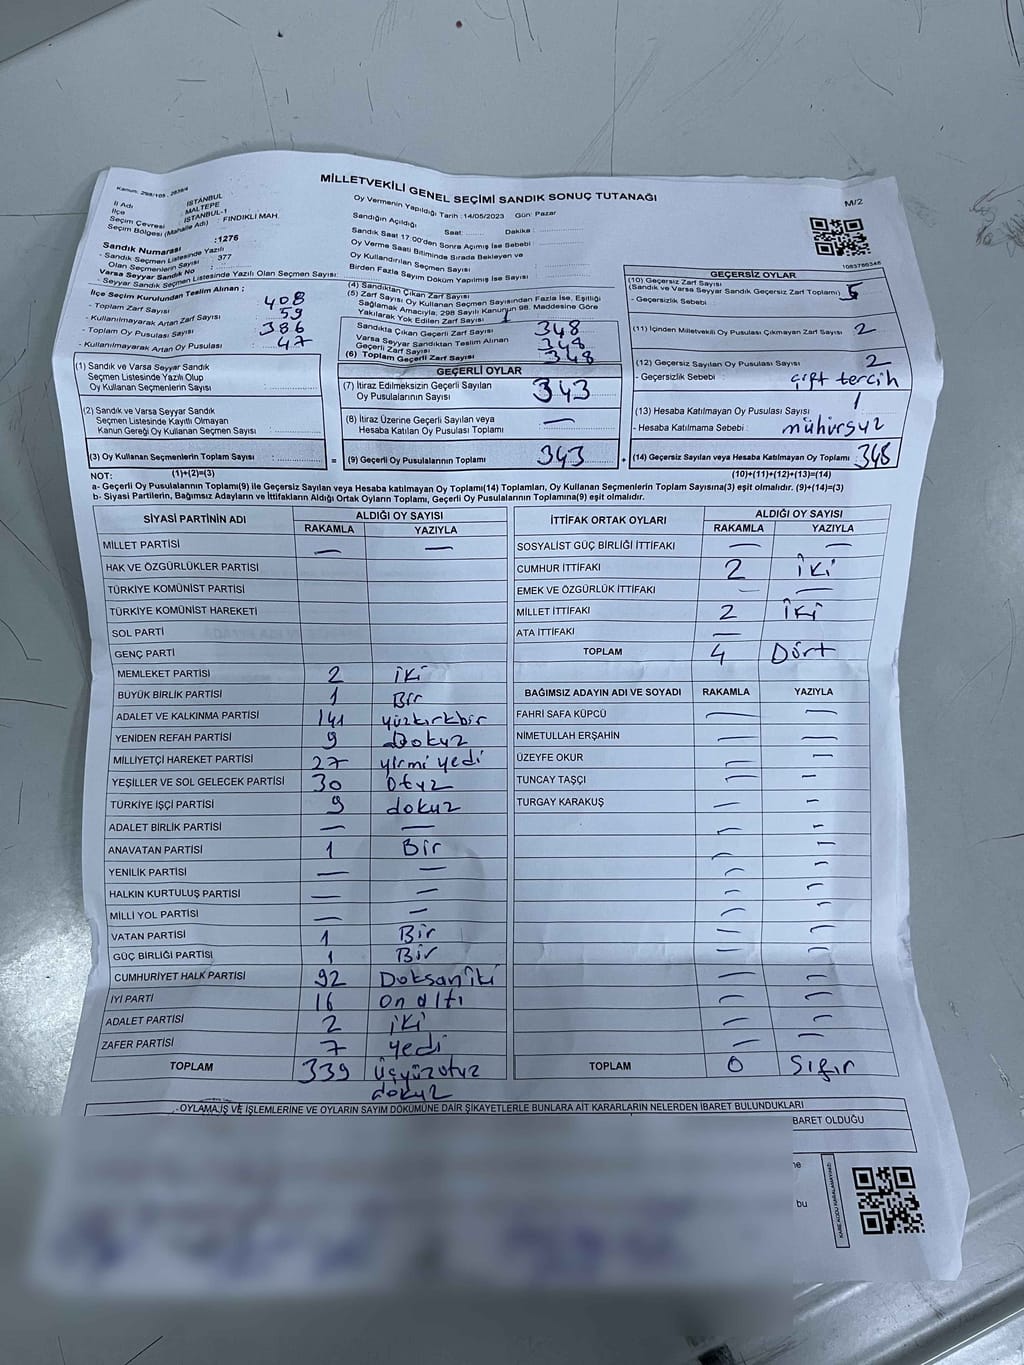 MİLLETVEKİLİ GENEL SEÇİMİ SANDIK SONUÇ TUTANAĞI
M/2
İl Adı İSTANBUL
İlçe MALTEPE
Seçim Çevresi İSTANBUL-1
Seçim Bölgesi (Mahalle Adı) : FINDIKLI MAH.
Sandık Numarası :1276
- Sandık Seçmen Listesinde Yazılı Olan Seçmenlerin Sayısı : 377
Varsa Seyyar Sandık No
- Seyyar Sandık Seçmen Listesinde Yazılı Olan Seçmen Sayısı:
Oy Vermenin Yapıldığı Tarih : 14/05/2023 Gün: Pazar
Sandığın Açıldığı Saat: Dakika :
Sandık Saat 17:00'den Sonra Açılmış İse Sebebi :
Oy Verme Saati Bitiminde Sırada Bekleyen ve
Oy Kullandırılan Seçmen Sayısı :
Birden Fazla Sayım Döküm Yapılmış İse Sayısı :
İlçe Seçim Kurulundan Teslim Alınan ;
- Toplam Zarf Sayısı : 408
- Kullanılmayarak Artan Zarf Sayısı : 59
- Toplam Oy Pusulası Sayısı : 386
- Kullanılmayarak Artan Oy Pusulası : 47
(4) Sandıktan Çıkan Zarf Sayısı
(5) Zarf Sayısı Oy Kullanan Seçmen Sayısından Fazla İse, Eşitliği
Sağlamak Amacıyla, 298 Sayılı Kanunun 98. Maddesine Göre
Yakılarak Yok Edilen Zarf Sayısı : 1
Sandıkta Çıkan Geçerli Zarf Sayısı 348
Varsa Seyyar Sandıktan Teslim Alınan
Geçerli Zarf Sayısı 348
(6) Toplam Geçerli Zarf Sayısı 348
GEÇERLİ OYLAR
(7) İtiraz Edilmeksizin Geçerli Sayılan
Oy Pusulalarının Sayısı 343
(8) İtiraz Üzerine Geçerli Sayılan veya
Hesaba Katılan Oy Pusulası Toplamı —
(9) Geçerli Oy Pusulalarının Toplamı 343
(1) Sandık ve Varsa Seyyar Sandık
Seçmen Listesinde Yazılı Olup
Oy Kullanan Seçmenlerin Sayısı :
(2) Sandık ve Varsa Seyyar Sandık
Seçmen Listesinde Kayıtlı Olmayan
Kanun Gereği Oy Kullanan Seçmen Sayısı :
(3) Oy Kullanan Seçmenlerin Toplam Sayısı :
(1)+(2)=(3)
1083760346
GEÇERSİZ OYLAR
(10) Geçersiz Zarf Sayısı
(Sandık ve Varsa Seyyar Sandık Geçersiz Zarf Toplamı) 5
- Geçersizlik Sebebi :
(11) İçinden Milletvekili Oy Pusulası Çıkmayan Zarf Sayısı 2
(12) Geçersiz Sayılan Oy Pusulası Sayısı : 2
- Geçersizlik Sebebi : çift tercih
(13) Hesaba Katılmayan Oy Pusulası Sayısı : 1
- Hesaba Katılmama Sebebi : mühürsüz
(14) Geçersiz Sayılan veya Hesaba Katılmayan Oy Toplamı 348
(10)+(11)+(12)+(13)=(14)
NOT:
a- Geçerli Oy Pusulalarının Toplamı(9) ile Geçersiz Sayılan veya Hesaba Katılmayan Oy Toplamı(14) Toplamları, Oy Kullanan Seçmenlerin Toplam Sayısına(3) eşit olmalıdır. (9)+(14)=(3)
b- Siyasi Partilerin, Bağımsız Adayların ve İttifakların Aldığı Ortak Oyların Toplamı, Geçerli Oy Pusulalarının Toplamına(9) eşit olmalıdır.
SİYASİ PARTİNİN ADI ALDIĞI OY SAYISI
RAKAMLA YAZIYLA
MİLLET PARTİSİ — —
HAK VE ÖZGÜRLÜKLER PARTİSİ
TÜRKİYE KOMÜNİST PARTİSİ
TÜRKİYE KOMÜNİST HAREKETİ
SOL PARTİ
GENÇ PARTİ
MEMLEKET PARTİSİ 2 iki
BÜYÜK BİRLİK PARTİSİ 1 Bir
ADALET VE KALKINMA PARTİSİ 141 yüzkırkbir
YENİDEN REFAH PARTİSİ 9 Dokuz
MİLLİYETÇİ HAREKET PARTİSİ 27 yirmi yedi
YEŞİLLER VE SOL GELECEK PARTİSİ 30 Otuz
TÜRKİYE İŞÇİ PARTİSİ 9 dokuz
ADALET BİRLİK PARTİSİ — —
ANAVATAN PARTİSİ 1 Bir
YENİLİK PARTİSİ — —
HALKIN KURTULUŞ PARTİSİ — —
MİLLİ YOL PARTİSİ — —
VATAN PARTİSİ 1 Bir
GÜÇ BİRLİĞİ PARTİSİ 1 Bir
CUMHURİYET HALK PARTİSİ 92 Doksaniki
İYİ PARTİ 16 On altı
ADALET PARTİSİ 2 iki
ZAFER PARTİSİ 7 yedi
TOPLAM 339 üçyüzotuz
dokuz
İTTİFAK ORTAK OYLARI ALDIĞI OY SAYISI
RAKAMLA YAZIYLA
SOSYALİST GÜÇ BİRLİĞİ İTTİFAKI — —
CUMHUR İTTİFAKI 2 iki
EMEK VE ÖZGÜRLÜK İTTİFAKI — —
MİLLET İTTİFAKI 2 iki
ATA İTTİFAKI —
TOPLAM 4 Dört
BAĞIMSIZ ADAYIN ADI VE SOYADI RAKAMLA YAZIYLA
FAHRİ SAFA KÜPCÜ — —
NİMETULLAH ERŞAHİN — —
ÜZEYFE OKUR — —
TUNCAY TAŞÇI — —
TURGAY KARAKUŞ — —
TOPLAM 0 Sıfır
OYLAMA,İŞ VE İŞLEMLERİNE VE OYLARIN SAYIM DÖKÜMÜNE DAİR ŞİKAYETLERLE BUNLARA AİT KARARLARIN NELERDEN İBARET BULUNDUKLARI
BARET OLDUĞU
bu
KARE KODU KARALAMAYINIZ!